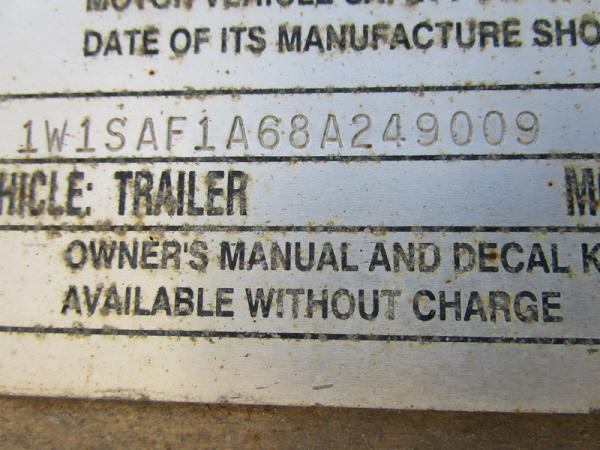 DATE OF ITS MANUFACTURE SHO
1W1SAF1A68A249009
HICLE: TRAILER M
OWNER'S MANUAL AND DECAL K
AVAILABLE WITHOUT CHARGE